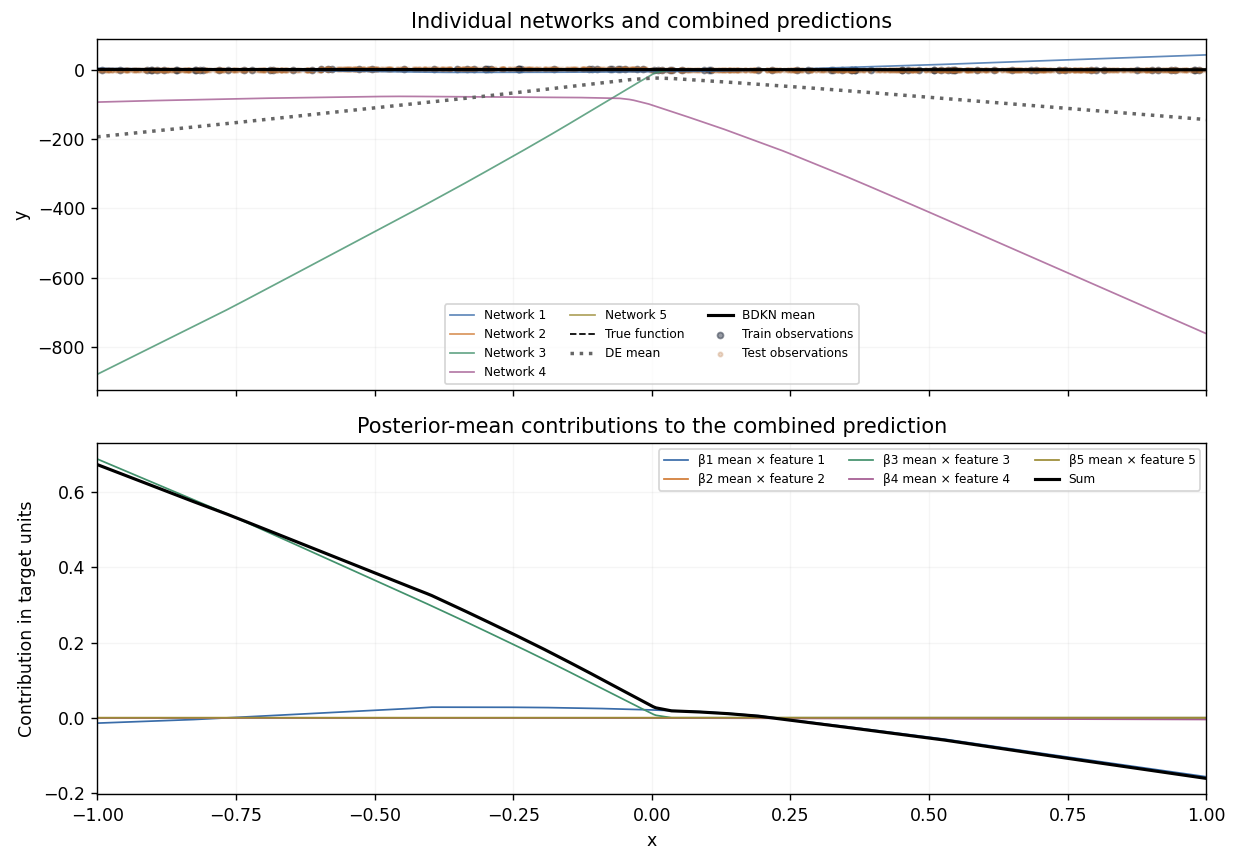 Individual networks and combined predictions
0
−200
−400
−600
−800
y
Network 1
Network 2
Network 3
Network 4
Network 5
True function
DE mean
BDKN mean
Train observations
Test observations
Posterior-mean contributions to the combined prediction
0.6
0.4
0.2
0.0
−0.2
Contribution in target units
β1 mean × feature 1
β2 mean × feature 2
β3 mean × feature 3
β4 mean × feature 4
β5 mean × feature 5
Sum
−1.00
−0.75
−0.50
−0.25
0.00
0.25
0.50
0.75
1.00
x